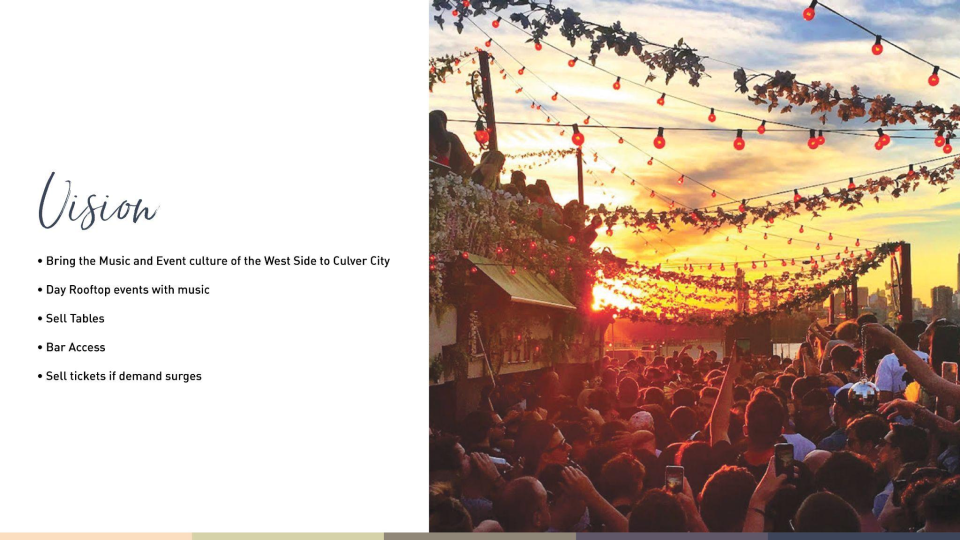 Vision
• Bring the Music and Event culture of the West Side to Culver City
• Day Rooftop events with music
• Sell Tables
• Bar Access
• Sell tickets if demand surges